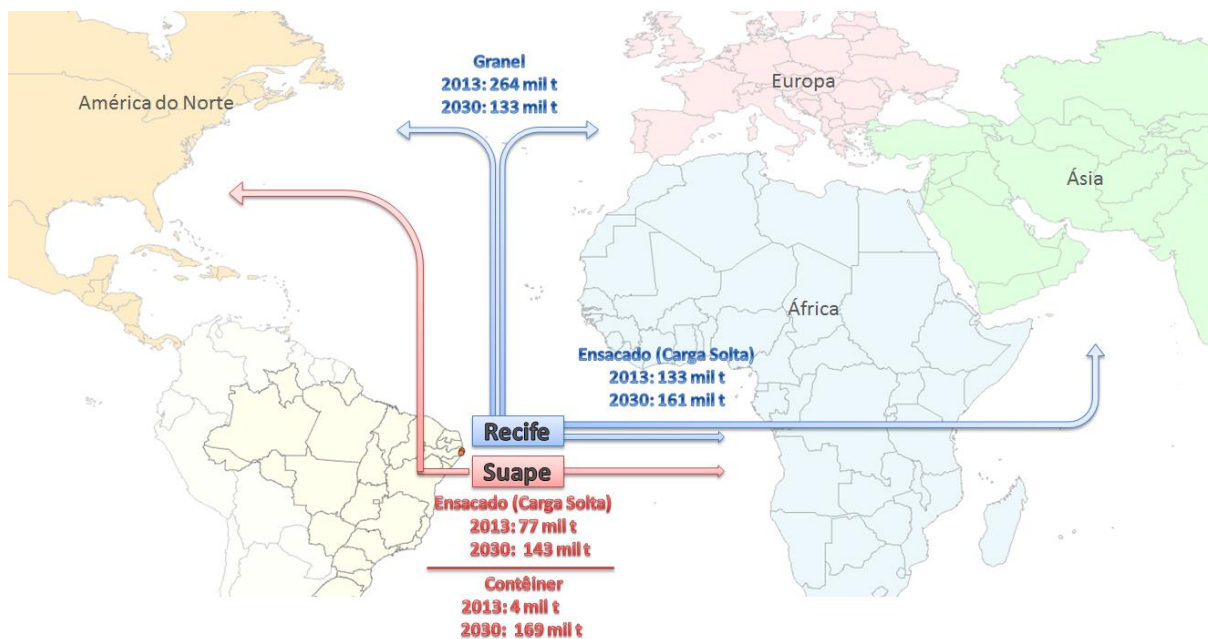 Granel
2013: 264 mil t
2030: 133 mil t
América do Norte
Europa
Ásia
África
Ensacado (Carga Solta)
2013: 133 mil t
2030: 161 mil t
Recife
Suape
Ensacado (Carga Solta)
2013: 77 mil t
2030: 143 mil t
Contêiner
2013: 4 mil t
2030: 169 mil t